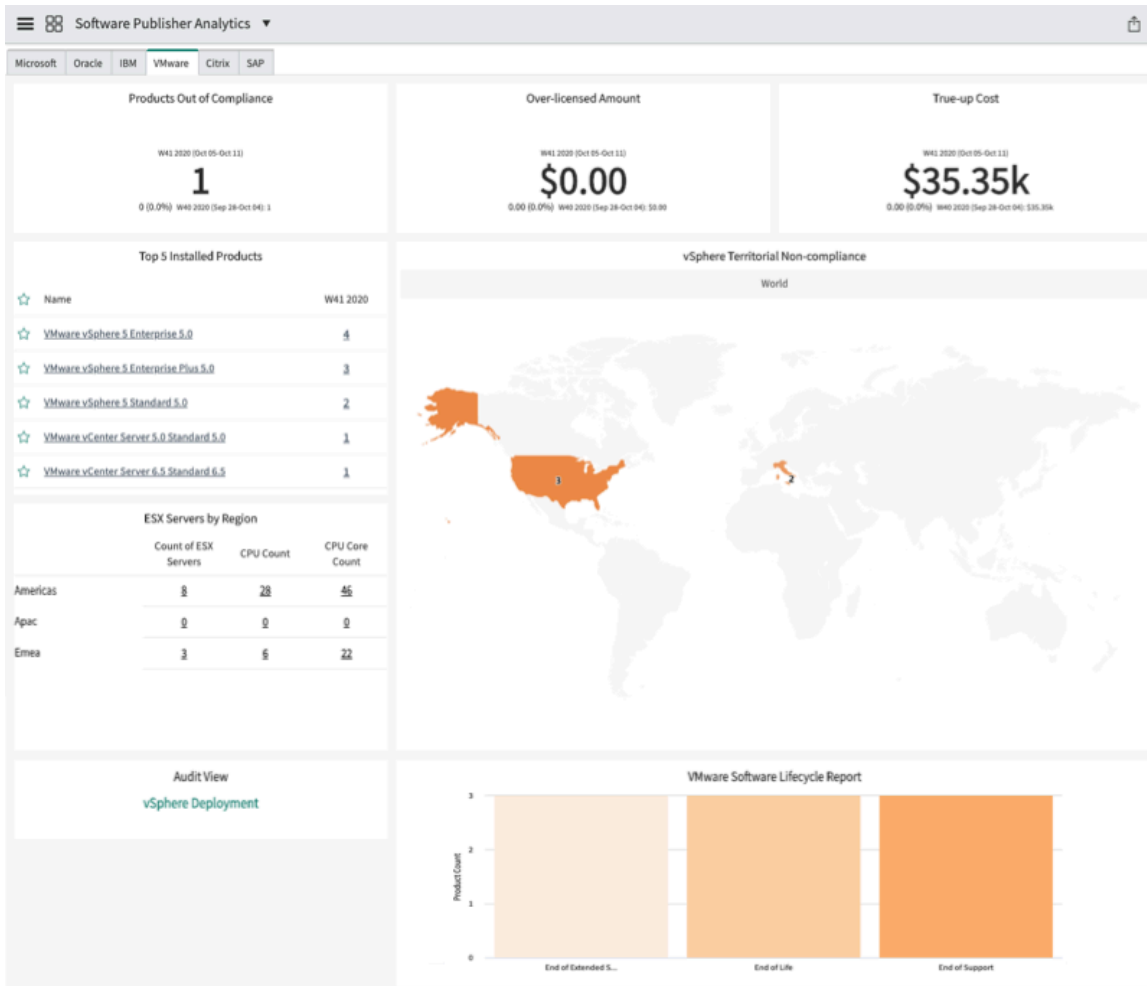 Software Publisher Analytics ▼
Microsoft Oracle IBM VMware Citrix SAP
Products Out of Compliance
W41 2020 (Oct 05-Oct 11)
1
0 (0.0%) W40 2020 (Sep 28-Oct 04): 1
Over-licensed Amount
W41 2020 (Oct 05-Oct 11)
$0.00
0.00 (0.0%) W40 2020 (Sep 28-Oct 04): $0.00
True-up Cost
W41 2020 (Oct 05-Oct 11)
$35.35k
0.00 (0.0%) W40 2020 (Sep 28-Oct 04): $35.35k
Top 5 Installed Products
Name W41 2020
VMware vSphere 5 Enterprise 5.0 4
VMware vSphere 5 Enterprise Plus 5.0 3
VMware vSphere 5 Standard 5.0 2
VMware vCenter Server 5.0 Standard 5.0 1
VMware vCenter Server 6.5 Standard 6.5 1
vSphere Territorial Non-compliance
World
2
ESX Servers by Region
Count of ESX
Servers
CPU Count
CPU Core
Count
Americas 8 28 46
Apac 0 0 0
Emea 3 6 22
Audit View
vSphere Deployment
VMware Software Lifecycle Report
Product Count
3
2
1
0
End of Extended S...
End of Life
End of Support